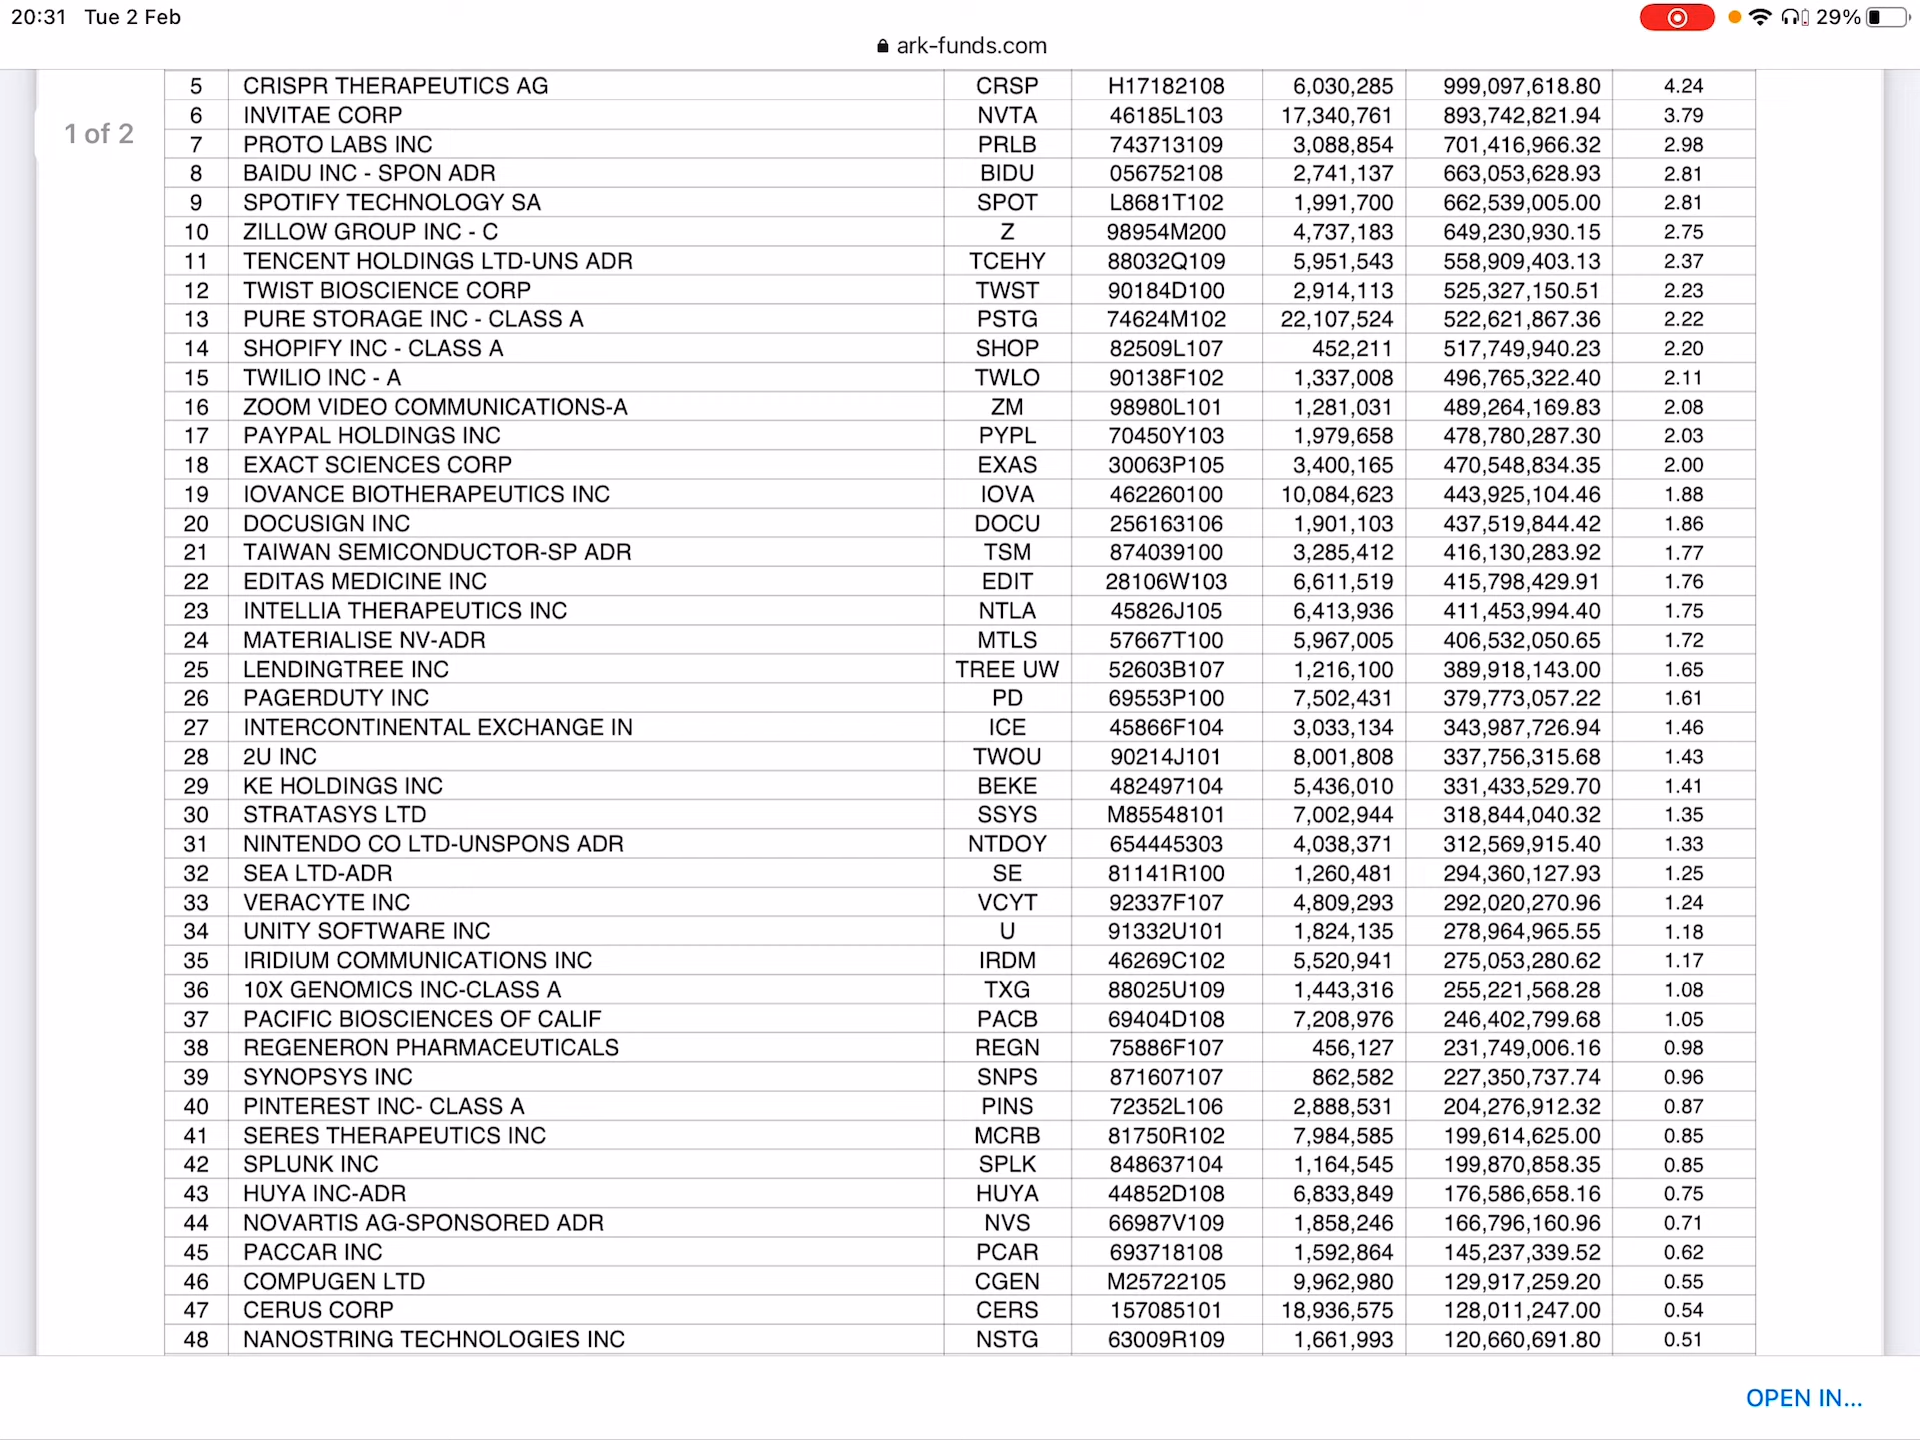 20:31 Tue 2 Feb 29%
ark-funds.com
1 of 2
5 CRISPR THERAPEUTICS AG CRSP H17182108 6,030,285 999,097,618.80 4.24
6 INVITAE CORP NVTA 46185L103 17,340,761 893,742,821.94 3.79
7 PROTO LABS INC PRLB 743713109 3,088,854 701,416,966.32 2.98
8 BAIDU INC - SPON ADR BIDU 056752108 2,741,137 663,053,628.93 2.81
9 SPOTIFY TECHNOLOGY SA SPOT L8681T102 1,991,700 662,539,005.00 2.81
10 ZILLOW GROUP INC - C Z 98954M200 4,737,183 649,230,930.15 2.75
11 TENCENT HOLDINGS LTD-UNS ADR TCEHY 88032Q109 5,951,543 558,909,403.13 2.37
12 TWIST BIOSCIENCE CORP TWST 90184D100 2,914,113 525,327,150.51 2.23
13 PURE STORAGE INC - CLASS A PSTG 74624M102 22,107,524 522,621,867.36 2.22
14 SHOPIFY INC - CLASS A SHOP 82509L107 452,211 517,749,940.23 2.20
15 TWILIO INC - A TWLO 90138F102 1,337,008 496,765,322.40 2.11
16 ZOOM VIDEO COMMUNICATIONS-A ZM 98980L101 1,281,031 489,264,169.83 2.08
17 PAYPAL HOLDINGS INC PYPL 70450Y103 1,979,658 478,780,287.30 2.03
18 EXACT SCIENCES CORP EXAS 30063P105 3,400,165 470,548,834.35 2.00
19 IOVANCE BIOTHERAPEUTICS INC IOVA 462260100 10,084,623 443,925,104.46 1.88
20 DOCUSIGN INC DOCU 256163106 1,901,103 437,519,844.42 1.86
21 TAIWAN SEMICONDUCTOR-SP ADR TSM 874039100 3,285,412 416,130,283.92 1.77
22 EDITAS MEDICINE INC EDIT 28106W103 6,611,519 415,798,429.91 1.76
23 INTELLIA THERAPEUTICS INC NTLA 45826J105 6,413,936 411,453,994.40 1.75
24 MATERIALISE NV-ADR MTLS 57667T100 5,967,005 406,532,050.65 1.72
25 LENDINGTREE INC TREE UW 52603B107 1,216,100 389,918,143.00 1.65
26 PAGERDUTY INC PD 69553P100 7,502,431 379,773,057.22 1.61
27 INTERCONTINENTAL EXCHANGE IN ICE 45866F104 3,033,134 343,987,726.94 1.46
28 2U INC TWOU 90214J101 8,001,808 337,756,315.68 1.43
29 KE HOLDINGS INC BEKE 482497104 5,436,010 331,433,529.70 1.41
30 STRATASYS LTD SSYS M85548101 7,002,944 318,844,040.32 1.35
31 NINTENDO CO LTD-UNSPONS ADR NTDOY 654445303 4,038,371 312,569,915.40 1.33
32 SEA LTD-ADR SE 81141R100 1,260,481 294,360,127.93 1.25
33 VERACYTE INC VCYT 92337F107 4,809,293 292,020,270.96 1.24
34 UNITY SOFTWARE INC U 91332U101 1,824,135 278,964,965.55 1.18
35 IRIDIUM COMMUNICATIONS INC IRDM 46269C102 5,520,941 275,053,280.62 1.17
36 10X GENOMICS INC-CLASS A TXG 88025U109 1,443,316 255,221,568.28 1.08
37 PACIFIC BIOSCIENCES OF CALIF PACB 69404D108 7,208,976 246,402,799.68 1.05
38 REGENERON PHARMACEUTICALS REGN 75886F107 456,127 231,749,006.16 0.98
39 SYNOPSYS INC SNPS 871607107 862,582 227,350,737.74 0.96
40 PINTEREST INC- CLASS A PINS 72352L106 2,888,531 204,276,912.32 0.87
41 SERES THERAPEUTICS INC MCRB 81750R102 7,984,585 199,614,625.00 0.85
42 SPLUNK INC SPLK 848637104 1,164,545 199,870,858.35 0.85
43 HUYA INC-ADR HUYA 44852D108 6,833,849 176,586,658.16 0.75
44 NOVARTIS AG-SPONSORED ADR NVS 66987V109 1,858,246 166,796,160.96 0.71
45 PACCAR INC PCAR 693718108 1,592,864 145,237,339.52 0.62
46 COMPUGEN LTD CGEN M25722105 9,962,980 129,917,259.20 0.55
47 CERUS CORP CERS 157085101 18,936,575 128,011,247.00 0.54
48 NANOSTRING TECHNOLOGIES INC NSTG 63009R109 1,661,993 120,660,691.80 0.51
OPEN IN...